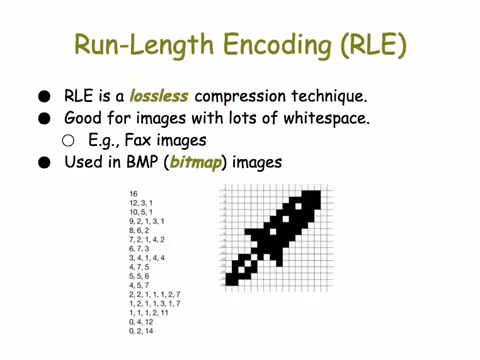 Run-Length Encoding (RLE)
● RLE is a lossless compression technique.
● Good for images with lots of whitespace.
○ E.g., Fax images
● Used in BMP (bitmap) images
16
12, 3, 1
10, 5, 1
9, 2, 1, 3, 1
8, 6, 2
7, 2, 1, 4, 2
6, 7, 3
3, 4, 1, 4, 4
4, 7, 5
5, 5, 6
4, 5, 7
2, 2, 1, 1, 1, 2, 7
1, 2, 1, 1, 3, 1, 7
1, 1, 1, 2, 11
0, 4, 12
0, 2, 14